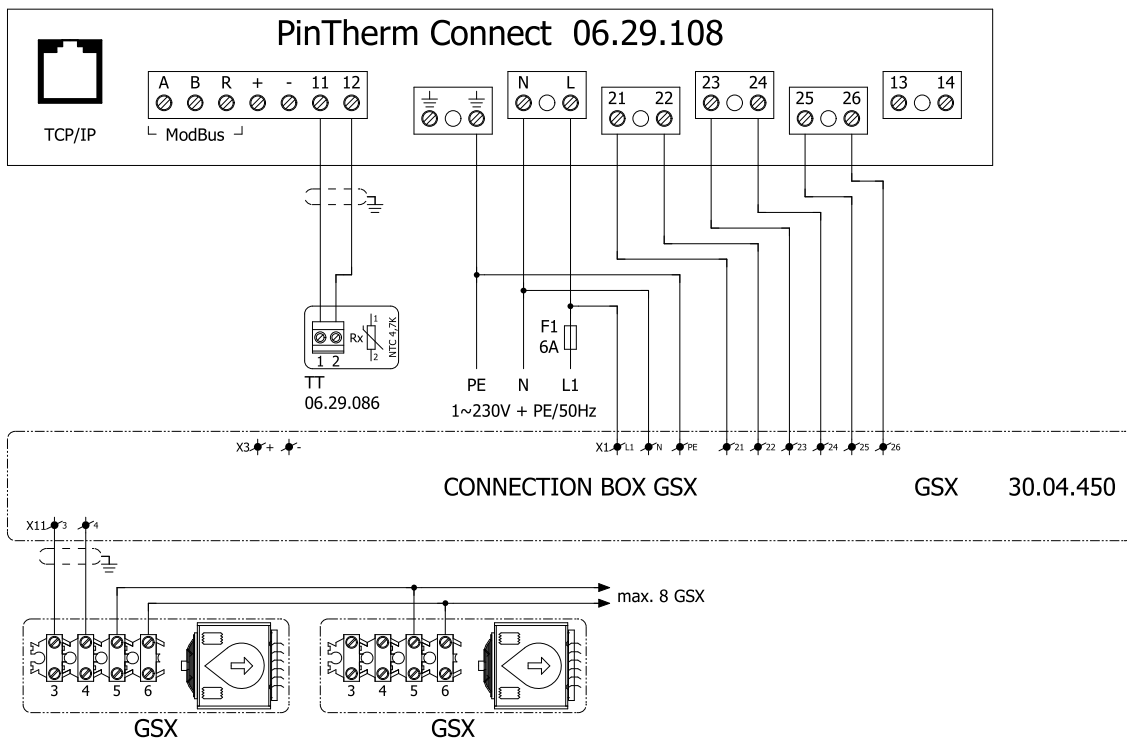 PinTherm Connect 06.29.108
TCP/IP
A B R + - 11 12
ModBus
N L
21 22
23 24
25 26
13 14
Rx
1
2
NTC 4,7K
1 2
TT
06.29.086
F1
6A
PE N L1
1~230V + PE/50Hz
X3 + -
X1 L1 N PE 21 22 23 24 25 26
CONNECTION BOX GSX
GSX 30.04.450
X11 3 4
max. 8 GSX
3 4 5 6
GSX
3 4 5 6
GSX